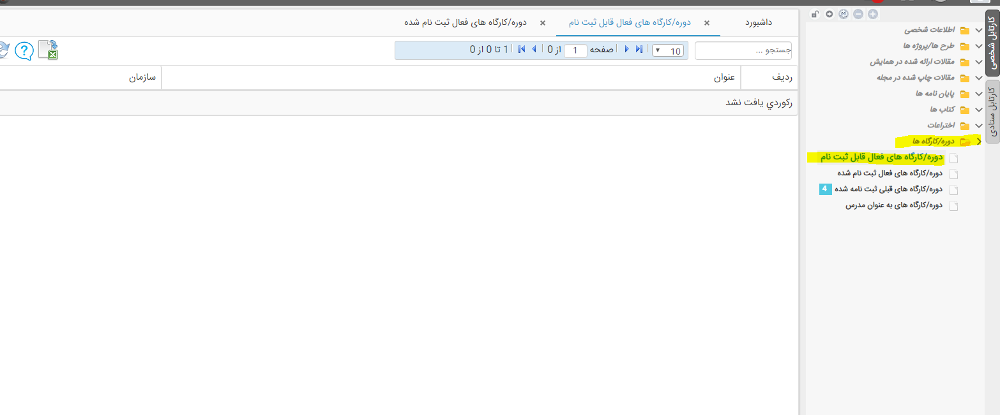 کارتابل شخصی
کارتابل ستادی
اطلاعات شخصی
طرح ها/پروژه ها
مقالات ارائه شده در همایش
مقالات چاپ شده در مجله
پایان نامه ها
کتاب ها
اختراعات
دوره/کارگاه ها
دوره/کارگاه های فعال قابل ثبت نام
دوره/کارگاه های فعال ثبت نام شده
دوره/کارگاه های قبلی ثبت نامه شده 4
دوره/کارگاه های به عنوان مدرس
داشبورد × دوره/کارگاه های فعال قابل ثبت نام × دوره/کارگاه های فعال ثبت نام شده
جستجو ... 10 صفحه 1 از 0 1 تا 0 از 0 ?
ردیف عنوان سازمان
رکوردي یافت نشد